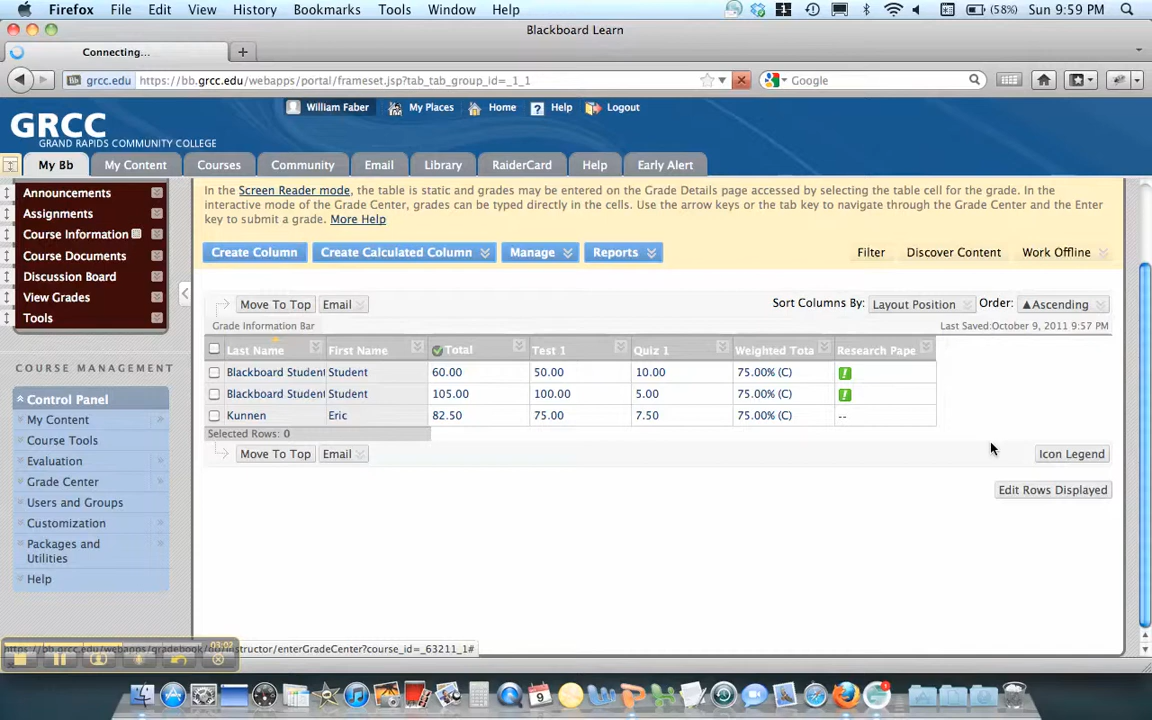 Firefox File Edit View History Bookmarks Tools Window Help (58%) Sun 9:59 PM
Blackboard Learn
Connecting...
grcc.edu https://bb.grcc.edu/webapps/portal/frameset.jsp?tab_tab_group_id=_1_1 Google
William Faber My Places Home Help Logout
GRCC
GRAND RAPIDS COMMUNITY COLLEGE
My Bb My Content Courses Community Email Library RaiderCard Help Early Alert
Announcements
Assignments
Course Information
Course Documents
Discussion Board
View Grades
Tools
COURSE MANAGEMENT
Control Panel
My Content
Course Tools
Evaluation
Grade Center
Users and Groups
Customization
Packages and
Utilities
Help
In the Screen Reader mode, the table is static and grades may be entered on the Grade Details page accessed by selecting the table cell for the grade. In the
interactive mode of the Grade Center, grades can be typed directly in the cells. Use the arrow keys or the tab key to navigate through the Grade Center and the Enter
key to submit a grade. More Help
Create Column Create Calculated Column Manage Reports Filter Discover Content Work Offline
Move To Top Email Sort Columns By: Layout Position Order: ▲Ascending
Grade Information Bar Last Saved:October 9, 2011 9:57 PM
Last Name First Name Total Test 1 Quiz 1 Weighted Tota Research Pape
Blackboard Student Student 60.00 50.00 10.00 75.00% (C)
Blackboard Student Student 105.00 100.00 5.00 75.00% (C)
Kunnen Eric 82.50 75.00 7.50 75.00% (C) --
Selected Rows: 0
Move To Top Email Icon Legend
Edit Rows Displayed
nstructor/enterGradeCenter?course_id=_63211_1#